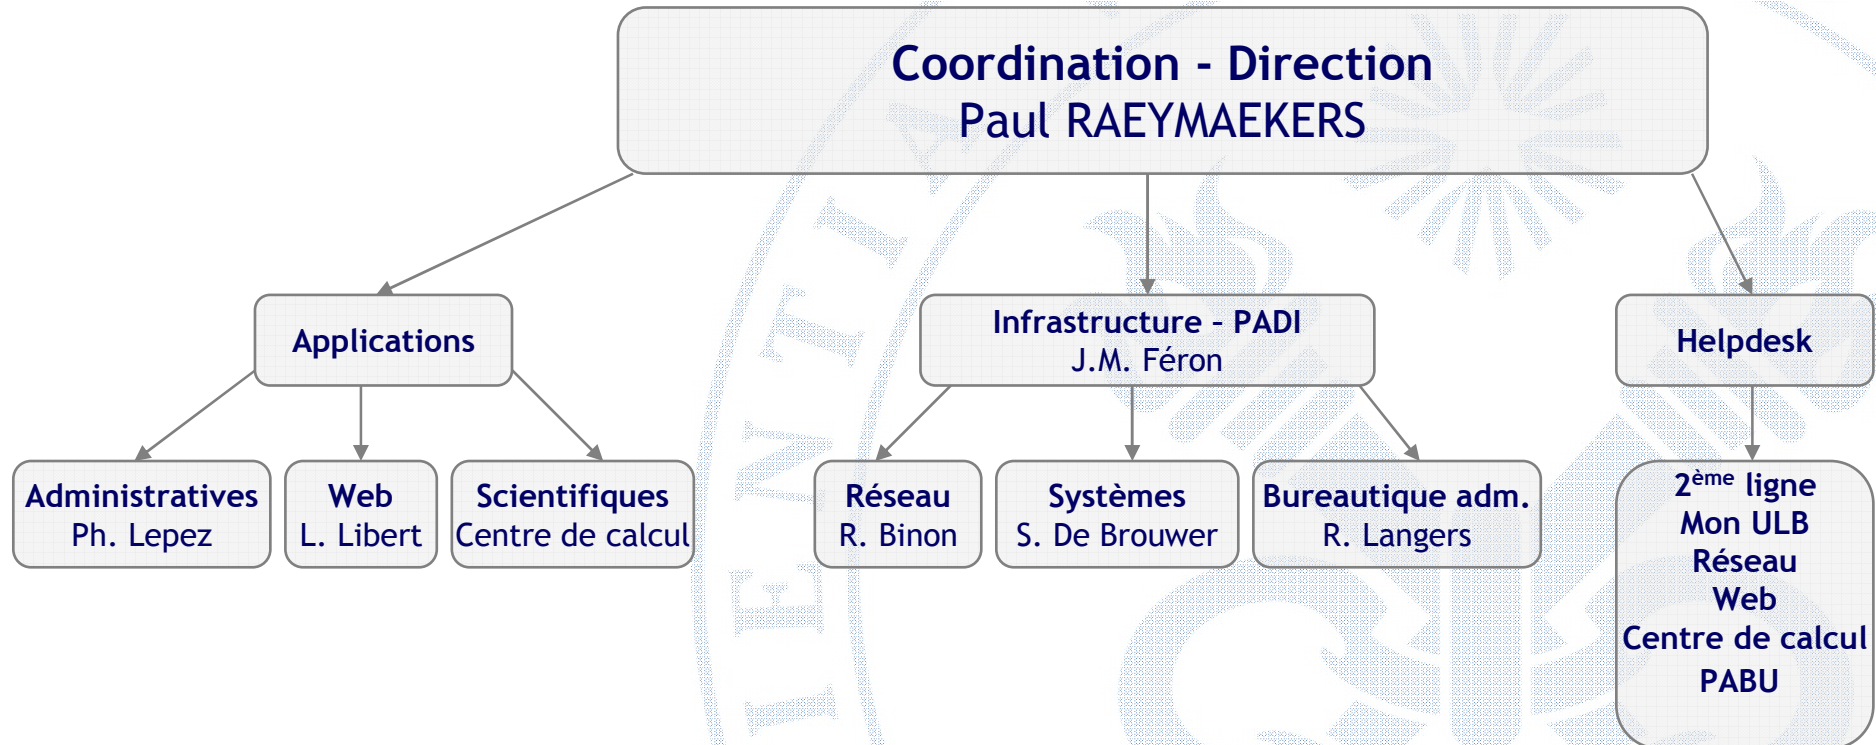 Coordination - Direction
Paul RAEYMAEKERS
Applications
Infrastructure – PADI
J.M. Féron
Helpdesk
Administratives
Ph. Lepez
Web
L. Libert
Scientifiques
Centre de calcul
Réseau
R. Binon
Systèmes
S. De Brouwer
Bureautique adm.
R. Langers
2ème ligne
Mon ULB
Réseau
Web
Centre de calcul
PABU
IENTIA